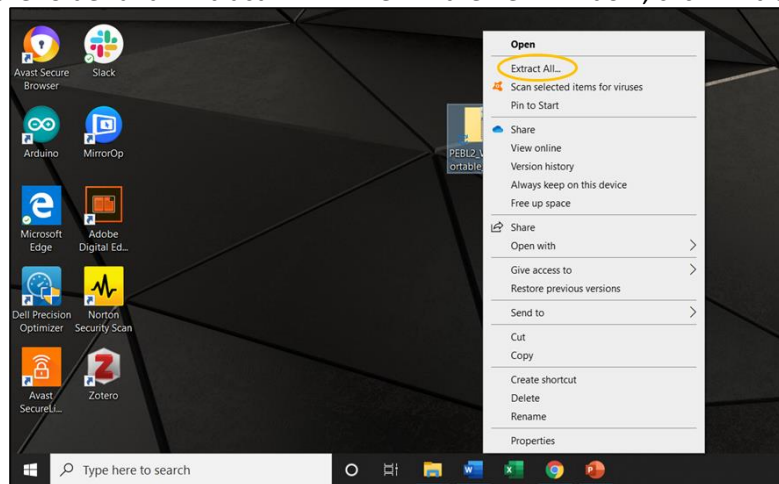 Open
Extract All...
Scan selected items for viruses
Pin to Start
Share
View online
Version history
Always keep on this device
Free up space
Share
Open with
Give access to
Restore previous versions
Send to
Cut
Copy
Create shortcut
Delete
Rename
Properties
Avast Secure
Browser
Slack
Arduino
MirrorOp
Microsoft
Edge
Adobe
Digital Ed...
Dell Precision
Optimizer
Norton
Security Scan
Avast
SecureLi...
Zotero
PEBL2_
ortable
Type here to search